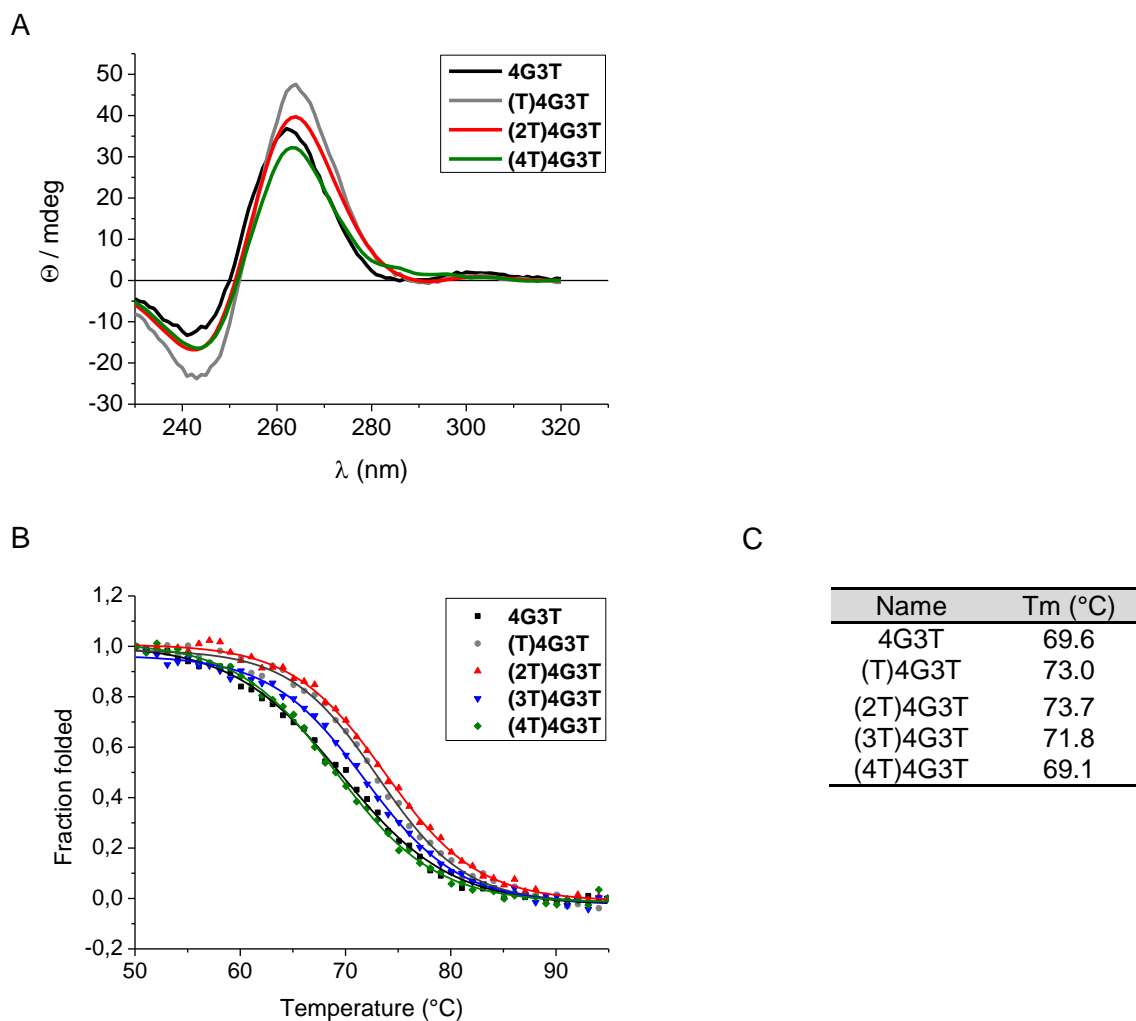 A
50
40
30
20
10
0
-10
-20
-30
Θ / mdeg
240 260 280 300 320
λ (nm)
4G3T
(T)4G3T
(2T)4G3T
(4T)4G3T
B
1,2
1,0
0,8
0,6
0,4
0,2
0,0
-0,2
Fraction folded
50 60 70 80 90
Temperature (°C)
4G3T
(T)4G3T
(2T)4G3T
(3T)4G3T
(4T)4G3T
C
Name Tm (°C)
4G3T 69.6
(T)4G3T 73.0
(2T)4G3T 73.7
(3T)4G3T 71.8
(4T)4G3T 69.1